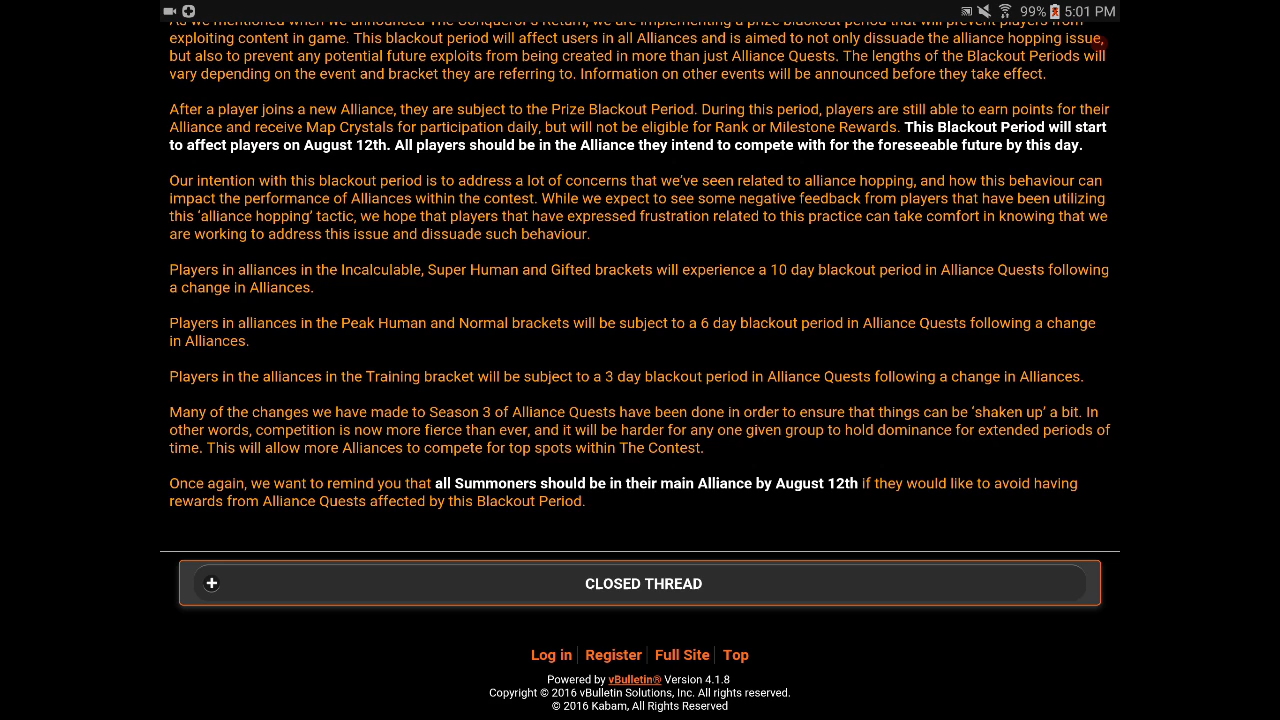 99% 5:01 PM
As we mentioned when we announced The Conqueror's Return, we are implementing a prize blackout period that will prevent players from
exploiting content in game. This blackout period will affect users in all Alliances and is aimed to not only dissuade the alliance hopping issue,
but also to prevent any potential future exploits from being created in more than just Alliance Quests. The lengths of the Blackout Periods will
vary depending on the event and bracket they are referring to. Information on other events will be announced before they take effect.
After a player joins a new Alliance, they are subject to the Prize Blackout Period. During this period, players are still able to earn points for their
Alliance and receive Map Crystals for participation daily, but will not be eligible for Rank or Milestone Rewards. This Blackout Period will start
to affect players on August 12th. All players should be in the Alliance they intend to compete with for the foreseeable future by this day.
Our intention with this blackout period is to address a lot of concerns that we've seen related to alliance hopping, and how this behaviour can
impact the performance of Alliances within the contest. While we expect to see some negative feedback from players that have been utilizing
this 'alliance hopping' tactic, we hope that players that have expressed frustration related to this practice can take comfort in knowing that we
are working to address this issue and dissuade such behaviour.
Players in alliances in the Incalculable, Super Human and Gifted brackets will experience a 10 day blackout period in Alliance Quests following
a change in Alliances.
Players in alliances in the Peak Human and Normal brackets will be subject to a 6 day blackout period in Alliance Quests following a change
in Alliances.
Players in the alliances in the Training bracket will be subject to a 3 day blackout period in Alliance Quests following a change in Alliances.
Many of the changes we have made to Season 3 of Alliance Quests have been done in order to ensure that things can be 'shaken up' a bit. In
other words, competition is now more fierce than ever, and it will be harder for any one given group to hold dominance for extended periods of
time. This will allow more Alliances to compete for top spots within The Contest.
Once again, we want to remind you that all Summoners should be in their main Alliance by August 12th if they would like to avoid having
rewards from Alliance Quests affected by this Blackout Period.
CLOSED THREAD
Log in Register Full Site Top
Powered by vBulletin® Version 4.1.8
Copyright © 2016 vBulletin Solutions, Inc. All rights reserved.
© 2016 Kabam, All Rights Reserved